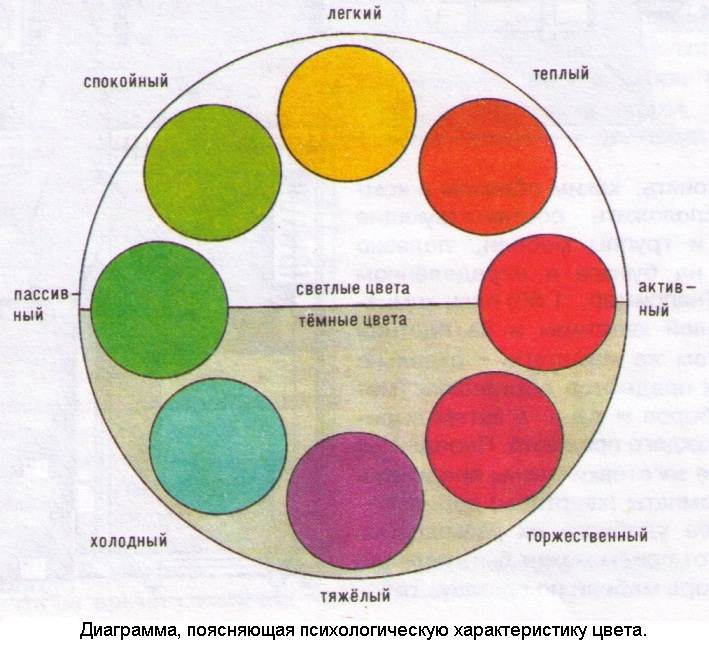 легкий
спокойный
теплый
пассив-
ный
светлые цвета
тёмные цвета
актив-
ный
холодный
торжественный
тяжёлый
Диаграмма, поясняющая психологическую характеристику цвета.